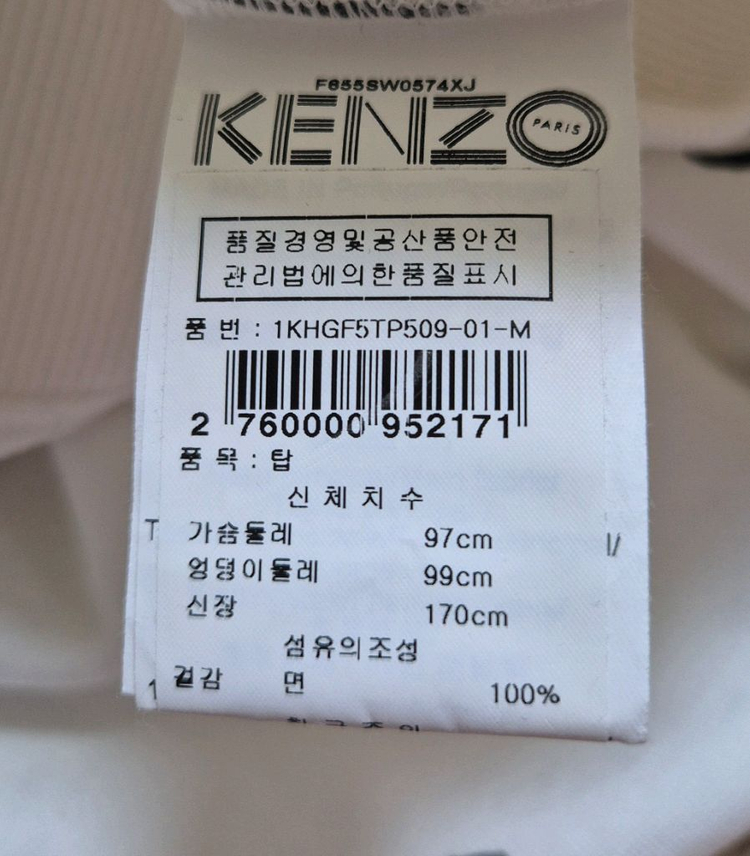 F655SW0574XJ
KENZO PARIS
품질경영및공산품안전
관리법에의한품질표시
품 번 : 1KHGF5TP509-01-M
2 760000 952171
품 목 : 탑
신 체 치 수
가슴둘레 97cm
엉덩이둘레 99cm
신장 170cm
섬유의조성
겉감 면 100%